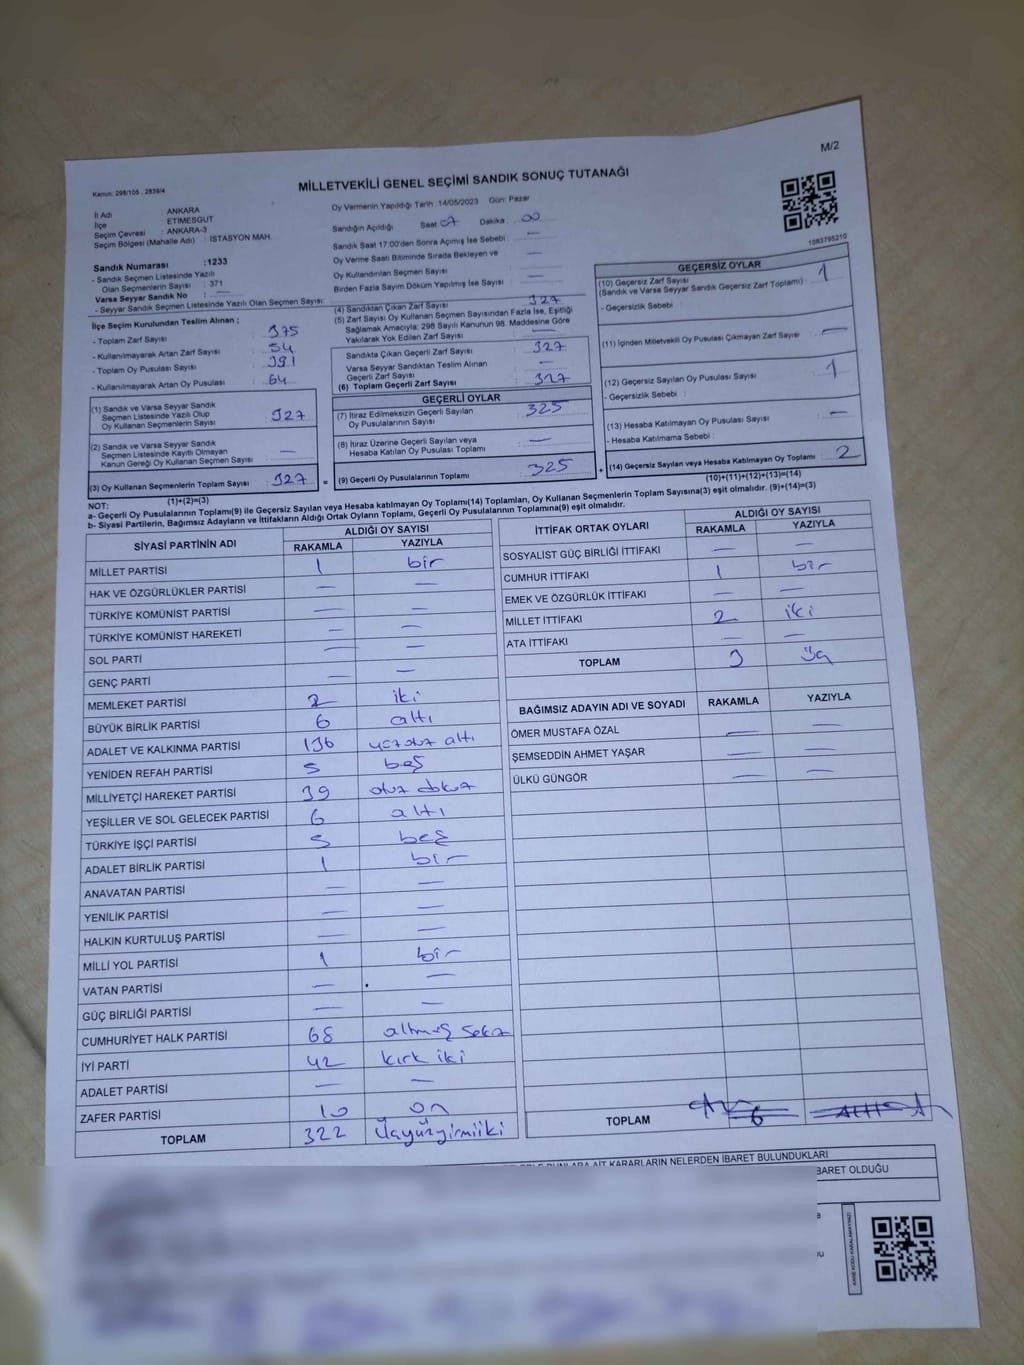 M/2
Kanun: 298/105 , 2839/4
MİLLETVEKİLİ GENEL SEÇİMİ SANDIK SONUÇ TUTANAĞI
1083795210
İl Adı : ANKARA
İlçe : ETİMESGUT
Seçim Çevresi : ANKARA-3
Seçim Bölgesi (Mahalle Adı) : İSTASYON MAH.
Sandık Numarası :1233
- Sandık Seçmen Listesinde Yazılı
Olan Seçmenlerin Sayısı : 371
Varsa Seyyar Sandık No : —
- Seyyar Sandık Seçmen Listesinde Yazılı Olan Seçmen Sayısı:
İlçe Seçim Kurulundan Teslim Alınan ;
- Toplam Zarf Sayısı : 375
- Kullanılmayarak Artan Zarf Sayısı : 54
- Toplam Oy Pusulası Sayısı : 391
- Kullanılmayarak Artan Oy Pusulası : 64
(1) Sandık ve Varsa Seyyar Sandık
Seçmen Listesinde Yazılı Olup
Oy Kullanan Seçmenlerin Sayısı : 327
(2) Sandık ve Varsa Seyyar Sandık
Seçmen Listesinde Kayıtlı Olmayan
Kanun Gereği Oy Kullanan Seçmen Sayısı : —
(3) Oy Kullanan Seçmenlerin Toplam Sayısı : 327
(1)+(2)=(3)
Oy Vermenin Yapıldığı Tarih :14/05/2023 Gün: Pazar
Sandığın Açıldığı Saat : 07 Dakika : 00
Sandık Saat 17:00'den Sonra Açımış İse Sebebi : —
Oy Verme Saati Bitiminde Sırada Bekleyen ve
Oy Kullandırılan Seçmen Sayısı : —
Birden Fazla Sayım Döküm Yapılmış İse Sayısı : —
(4) Sandıktan Çıkan Zarf Sayısı : 327
(5) Zarf Sayısı Oy Kullanan Seçmen Sayısından Fazla İse, Eşitliği
Sağlamak Amacıyla; 298 Sayılı Kanunun 98. Maddesine Göre
Yakılarak Yok Edilen Zarf Sayısı : —
Sandıkta Çıkan Geçerli Zarf Sayısı : 327
Varsa Seyyar Sandıktan Teslim Alınan
Geçerli Zarf Sayısı : —
(6) Toplam Geçerli Zarf Sayısı : 327
GEÇERLİ OYLAR
(7) İtiraz Edilmeksizin Geçerli Sayılan
Oy Pusulalarının Sayısı : 325
(8) İtiraz Üzerine Geçerli Sayılan veya
Hesaba Katılan Oy Pusulası Toplamı : —
= (9) Geçerli Oy Pusulalarının Toplamı : 325
GEÇERSİZ OYLAR
(10) Geçersiz Zarf Sayısı : 1
(Sandık ve Varsa Seyyar Sandık Geçersiz Zarf Toplamı)
- Geçersizlik Sebebi :
(11) İçinden Milletvekili Oy Pusulası Çıkmayan Zarf Sayısı : —
(12) Geçersiz Sayılan Oy Pusulası Sayısı : 1
- Geçersizlik Sebebi :
(13) Hesaba Katılmayan Oy Pusulası Sayısı : —
- Hesaba Katılmama Sebebi :
+ (14) Geçersiz Sayılan veya Hesaba Katılmayan Oy Toplamı : 2
(10)+(11)+(12)+(13)=(14)
NOT:
a- Geçerli Oy Pusulalarının Toplamı(9) ile Geçersiz Sayılan veya Hesaba katılmayan Oy Toplamı(14) Toplamları, Oy Kullanan Seçmenlerin Toplam Sayısına(3) eşit olmalıdır. (9)+(14)=(3)
b- Siyasi Partilerin, Bağımsız Adayların ve İttifakların Aldığı Ortak Oyların Toplamı, Geçerli Oy Pusulalarının Toplamına(9) eşit olmalıdır.
SİYASİ PARTİNİN ADI ALDIĞI OY SAYISI
RAKAMLA YAZIYLA
MİLLET PARTİSİ 1 bir
HAK VE ÖZGÜRLÜKLER PARTİSİ — —
TÜRKİYE KOMÜNİST PARTİSİ — —
TÜRKİYE KOMÜNİST HAREKETİ — —
SOL PARTİ — —
GENÇ PARTİ — —
MEMLEKET PARTİSİ 2 iki
BÜYÜK BİRLİK PARTİSİ 6 altı
ADALET VE KALKINMA PARTİSİ 136 yüzotuz altı
YENİDEN REFAH PARTİSİ 5 beş
MİLLİYETÇİ HAREKET PARTİSİ 39 otuz dokuz
YEŞİLLER VE SOL GELECEK PARTİSİ 6 altı
TÜRKİYE İŞÇİ PARTİSİ 5 beş
ADALET BİRLİK PARTİSİ 1 bir
ANAVATAN PARTİSİ — —
YENİLİK PARTİSİ — —
HALKIN KURTULUŞ PARTİSİ — —
MİLLİ YOL PARTİSİ 1 bir
VATAN PARTİSİ — —
GÜÇ BİRLİĞİ PARTİSİ — —
CUMHURİYET HALK PARTİSİ 68 altmış sekiz
İYİ PARTİ 42 kırk iki
ADALET PARTİSİ — —
ZAFER PARTİSİ 10 on
TOPLAM 322 Üçyüzyirmiiki
İTTİFAK ORTAK OYLARI ALDIĞI OY SAYISI
RAKAMLA YAZIYLA
SOSYALİST GÜÇ BİRLİĞİ İTTİFAKI — —
CUMHUR İTTİFAKI 1 bir
EMEK VE ÖZGÜRLÜK İTTİFAKI — —
MİLLET İTTİFAKI 2 iki
ATA İTTİFAKI — —
TOPLAM 3 Üç
BAĞIMSIZ ADAYIN ADI VE SOYADI RAKAMLA YAZIYLA
ÖMER MUSTAFA ÖZAL — —
ŞEMSEDDİN AHMET YAŞAR — —
ÜLKÜ GÜNGÖR — —
TOPLAM 6
AİT KARARLARIN NELERDEN İBARET BULUNDUKLARI
BARET OLDUĞU